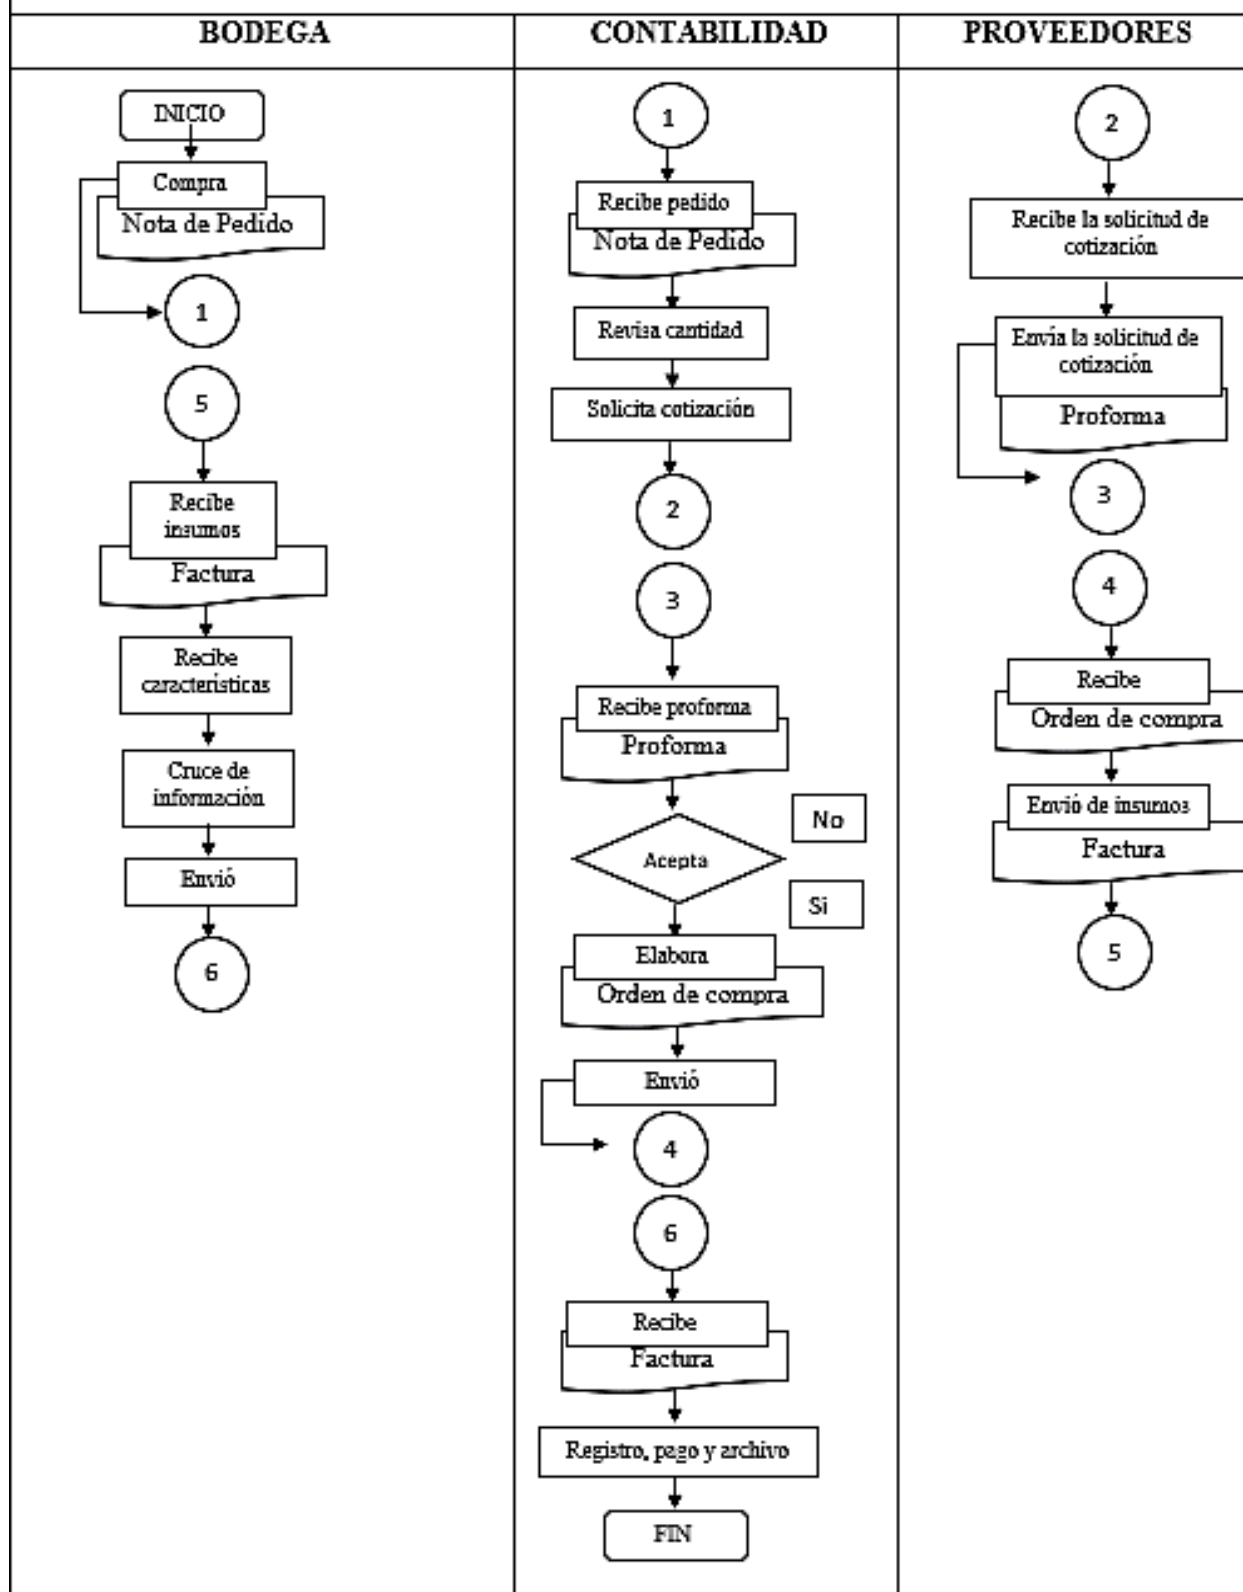 BODEGA
INICIO
Compra
Nota de Pedido
1
5
Recibe
insumos
Factura
Recibe
características
Cruce de
información
Envió
6
CONTABILIDAD
1
Recibe pedido
Nota de Pedido
Revisa cantidad
Solicita cotización
2
3
Recibe proforma
Proforma
Acepta
No
Si
Elabora
Orden de compra
Envió
4
6
Recibe
Factura
Registro, pago y archivo
FIN
PROVEEDORES
2
Recibe la solicitud de
cotización
Envía la solicitud de
cotización
Proforma
3
4
Recibe
Orden de compra
Envió de insumos
Factura
5